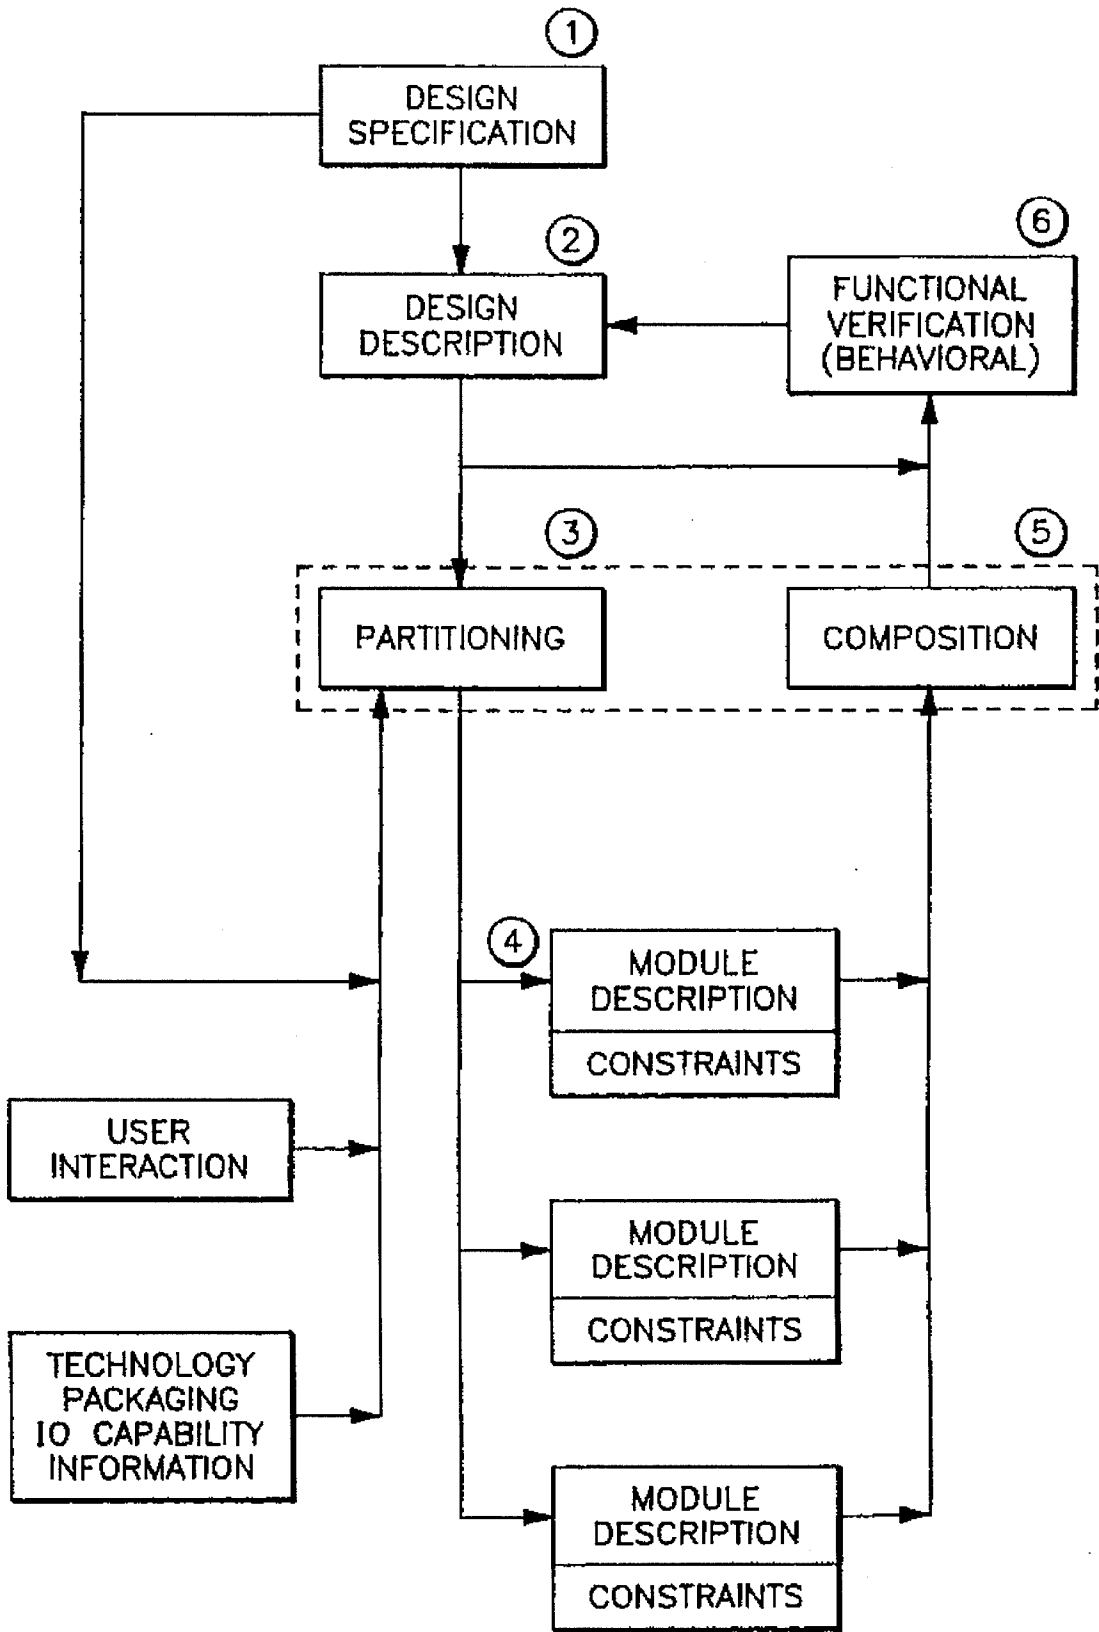 1
DESIGN
SPECIFICATION
2
DESIGN
DESCRIPTION
6
FUNCTIONAL
VERIFICATION
(BEHAVIORAL)
3
PARTITIONING
5
COMPOSITION
4
MODULE
DESCRIPTION
CONSTRAINTS
USER
INTERACTION
MODULE
DESCRIPTION
CONSTRAINTS
TECHNOLOGY
PACKAGING
IO CAPABILITY
INFORMATION
MODULE
DESCRIPTION
CONSTRAINTS